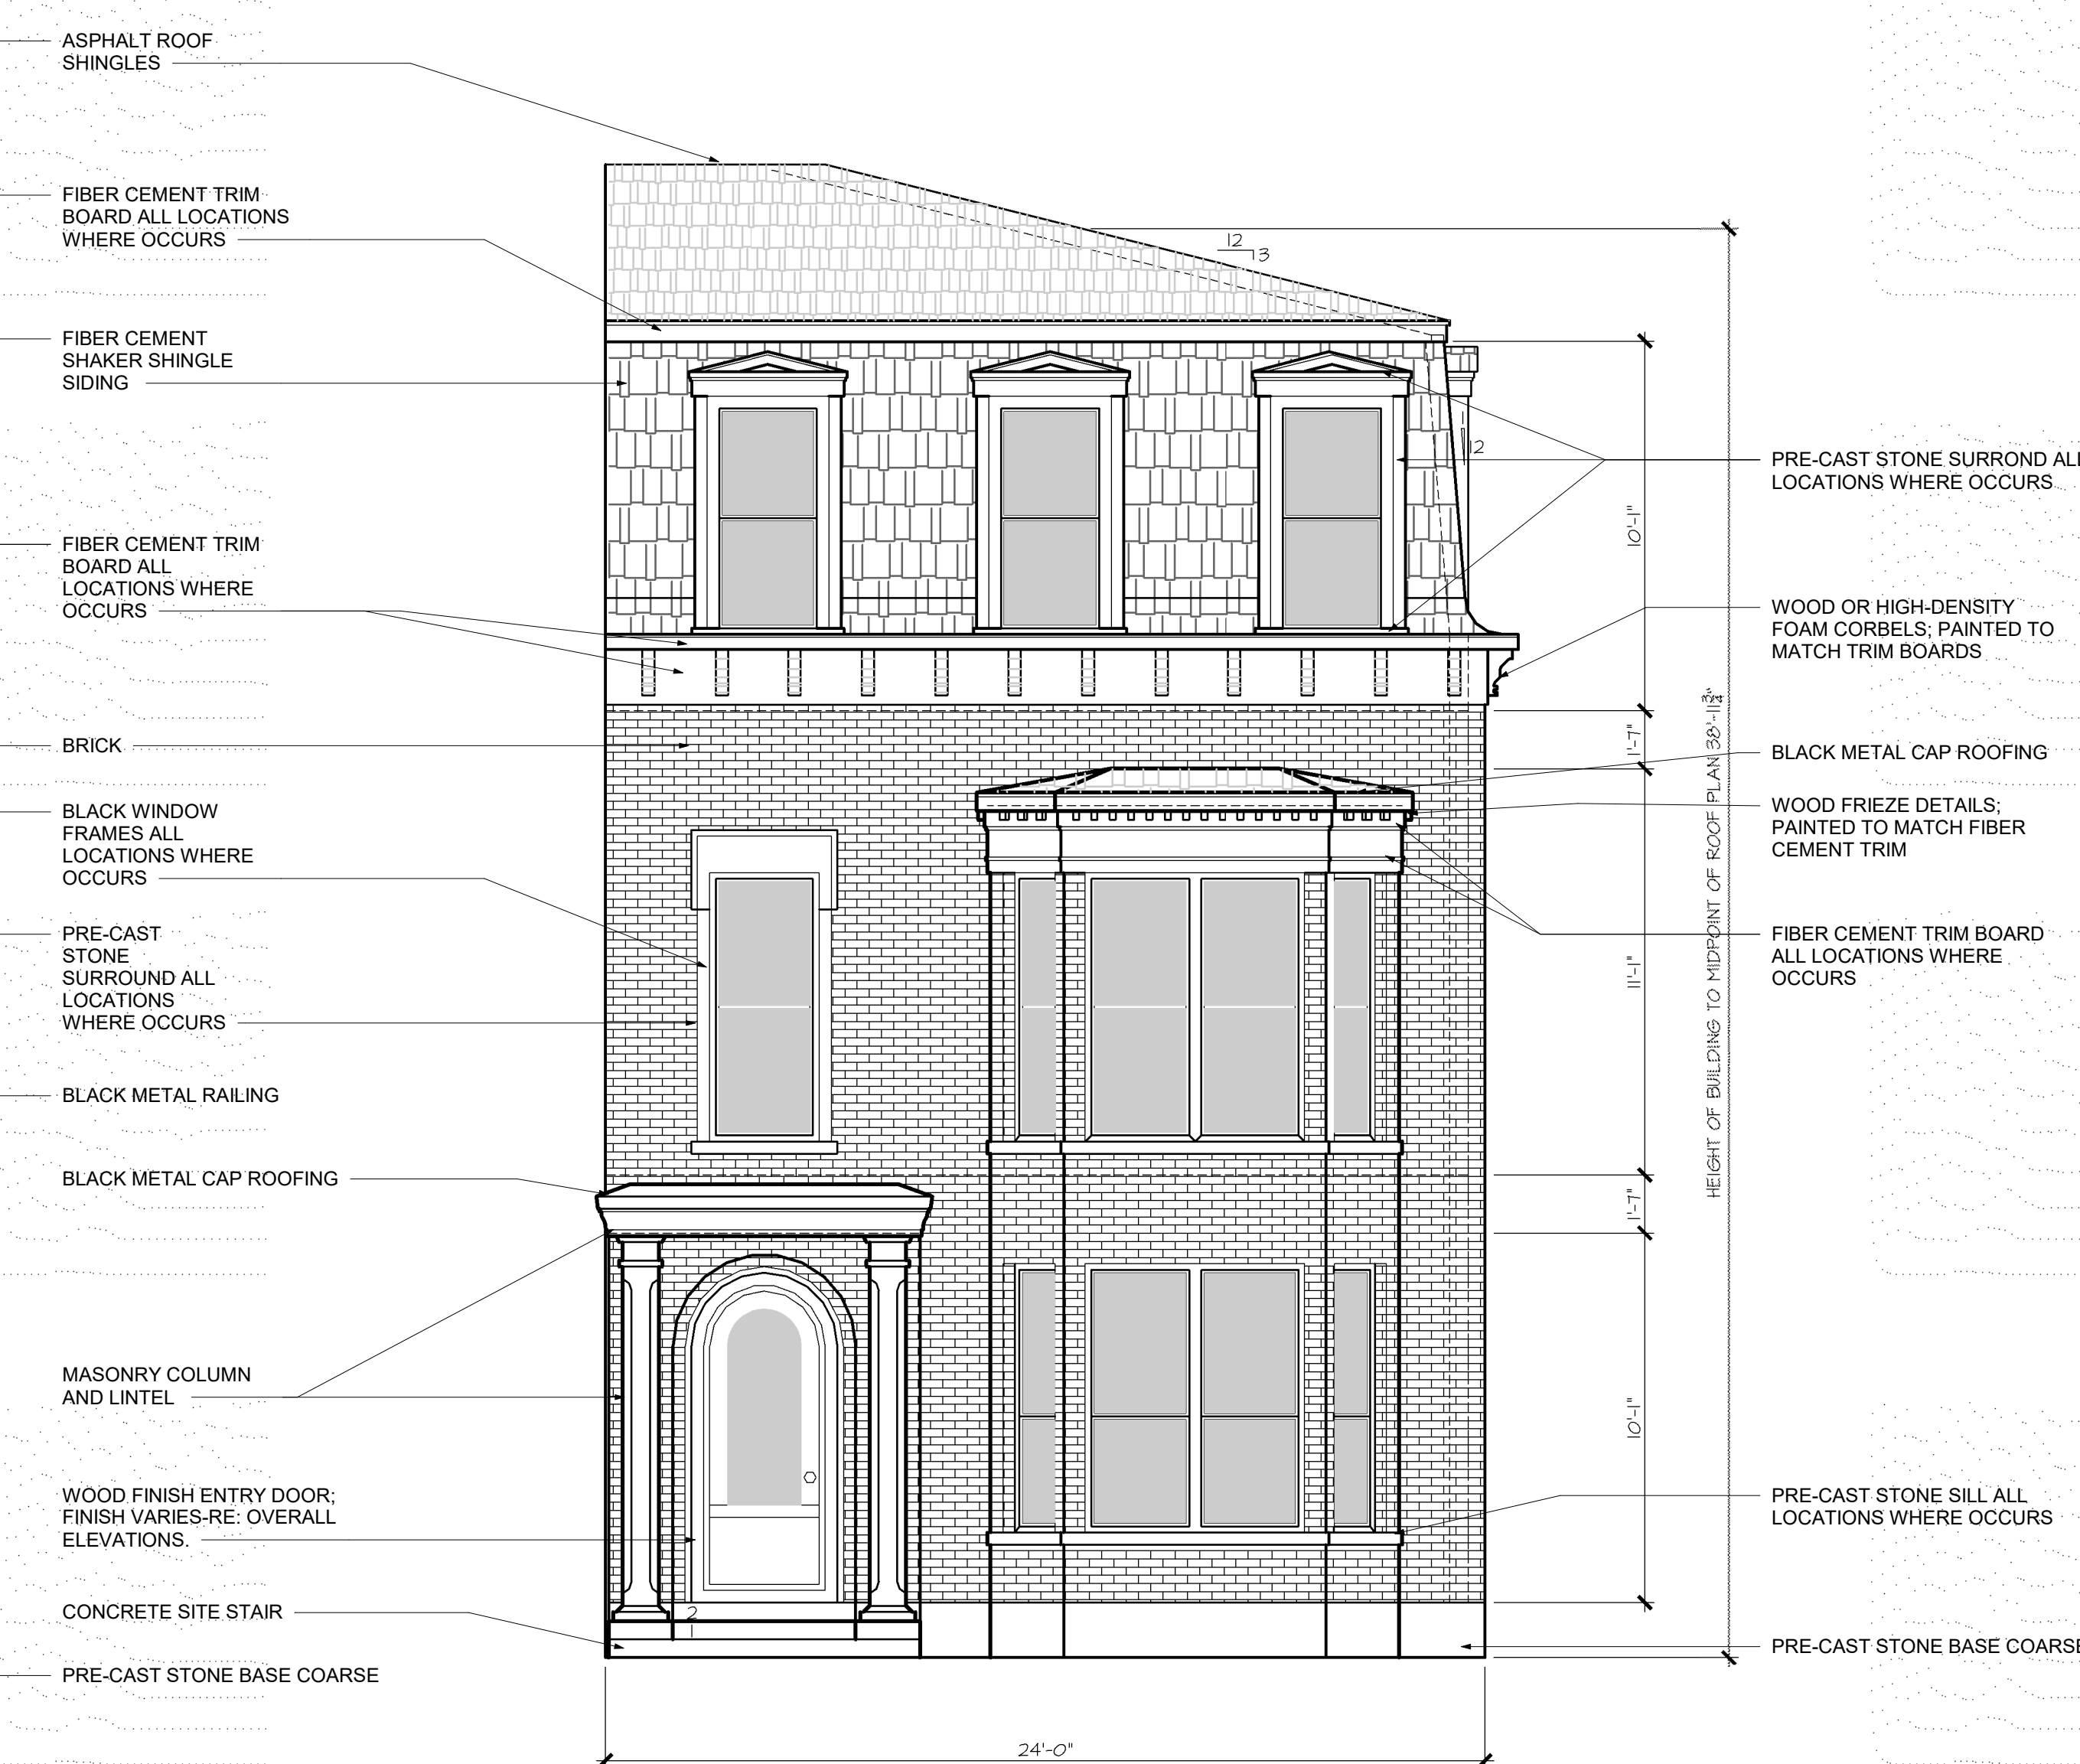 ASPHALT ROOF
SHINGLES
FIBER CEMENT TRIM
BOARD ALL LOCATIONS
WHERE OCCURS
FIBER CEMENT
SHAKER SHINGLE
SIDING
FIBER CEMENT TRIM
BOARD ALL
LOCATIONS WHERE
OCCURS
BRICK
BLACK WINDOW
FRAMES ALL
LOCATIONS WHERE
OCCURS
PRE-CAST
STONE
SURROUND ALL
LOCATIONS
WHERE OCCURS
BLACK METAL RAILING
BLACK METAL CAP ROOFING
MASONRY COLUMN
AND LINTEL
WOOD FINISH ENTRY DOOR;
FINISH VARIES-RE: OVERALL
ELEVATIONS.
CONCRETE SITE STAIR
PRE-CAST STONE BASE COARSE
12
3
12
2
1
24'-0"
10'-1"
1'-7"
11'-1"
1'-7"
10'-1"
HEIGHT OF BUILDING TO MIDPOINT OF ROOF PLAN 38'-11 3/4"
PRE-CAST STONE SURROND ALL
LOCATIONS WHERE OCCURS
WOOD OR HIGH-DENSITY
FOAM CORBELS; PAINTED TO
MATCH TRIM BOARDS
BLACK METAL CAP ROOFING
WOOD FRIEZE DETAILS;
PAINTED TO MATCH FIBER
CEMENT TRIM
FIBER CEMENT TRIM BOARD
ALL LOCATIONS WHERE
OCCURS
PRE-CAST STONE SILL ALL
LOCATIONS WHERE OCCURS
PRE-CAST STONE BASE COARSE